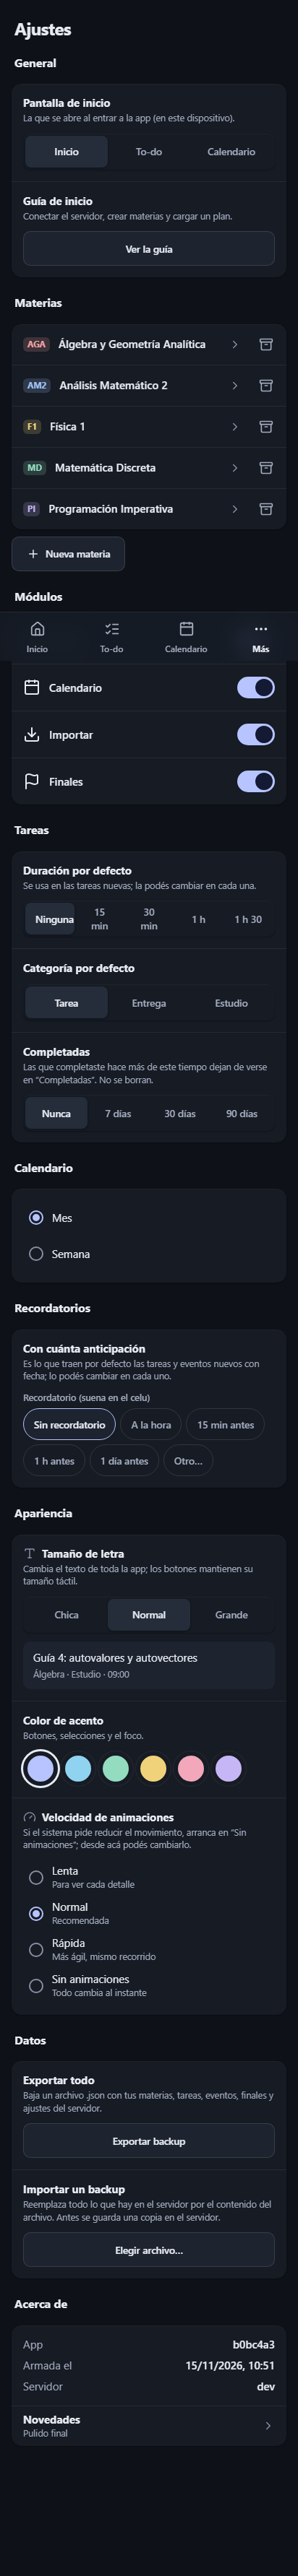 Ajustes
General
Pantalla de inicio
La que se abre al entrar a la app (en este dispositivo).
Inicio To-do Calendario
Guía de inicio
Conectar el servidor, crear materias y cargar un plan.
Ver la guía
Materias
AGA Álgebra y Geometría Analítica
AM2 Análisis Matemático 2
F1 Física 1
MD Matemática Discreta
PI Programación Imperativa
Nueva materia
Módulos
Inicio To-do Calendario Más
Calendario
Importar
Finales
Tareas
Duración por defecto
Se usa en las tareas nuevas; la podés cambiar en cada una.
Ninguna 15 min 30 min 1 h 1 h 30
Categoría por defecto
Tarea Entrega Estudio
Completadas
Las que completaste hace más de este tiempo dejan de verse
en “Completadas”. No se borran.
Nunca 7 días 30 días 90 días
Calendario
Mes
Semana
Recordatorios
Con cuánta anticipación
Es lo que traen por defecto las tareas y eventos nuevos con
fecha; lo podés cambiar en cada uno.
Recordatorio (suena en el celu)
Sin recordatorio A la hora 15 min antes
1 h antes 1 día antes Otro...
Apariencia
Tamaño de letra
Cambia el texto de toda la app; los botones mantienen su
tamaño táctil.
Chica Normal Grande
Guía 4: autovalores y autovectores
Álgebra · Estudio · 09:00
Color de acento
Botones, selecciones y el foco.
Velocidad de animaciones
Si el sistema pide reducir el movimiento, arranca en “Sin
animaciones”; desde acá podés cambiarlo.
Lenta
Para ver cada detalle
Normal
Recomendada
Rápida
Más ágil, mismo recorrido
Sin animaciones
Todo cambia al instante
Datos
Exportar todo
Baja un archivo .json con tus materias, tareas, eventos, finales y
ajustes del servidor.
Exportar backup
Importar un backup
Reemplaza todo lo que hay en el servidor por el contenido del
archivo. Antes se guarda una copia en el servidor.
Elegir archivo...
Acerca de
App b0bc4a3
Armada el 15/11/2026, 10:51
Servidor dev
Novedades
Pulido final